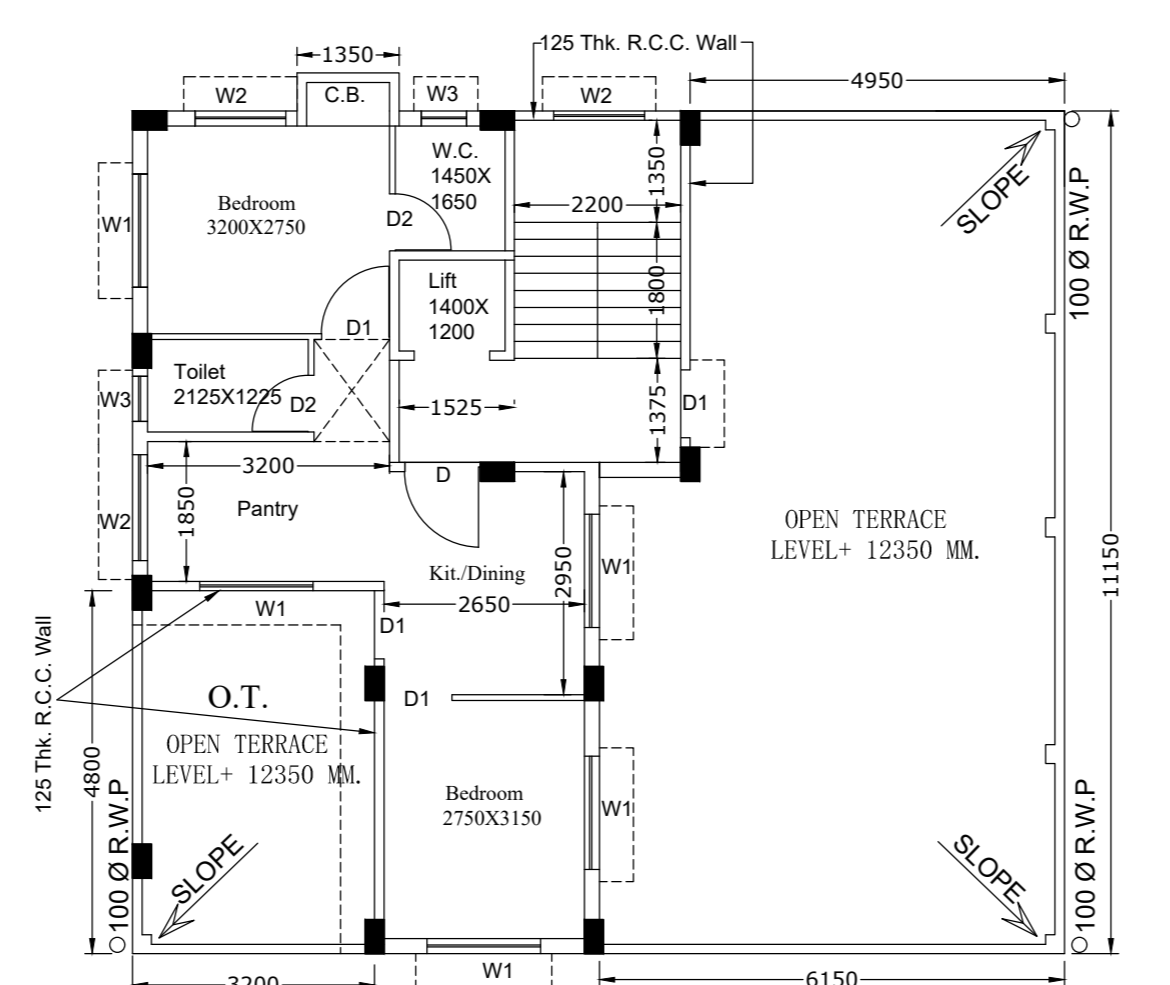 125 Thk. R.C.C. Wall
1350
4950
W2
C.B.
W3
W2
W.C.
1450X
1650
1350
SLOPE
100 Ø R.W.P
Bedroom
3200X2750
D2
2200
W1
Lift
1400X
1200
1800
D1
Toilet
2125X1225
D2
W3
1525
1375
D1
3200
D
1850
Pantry
W2
OPEN TERRACE
LEVEL+ 12350 MM.
11150
Kit./Dining
2950
W1
2650
W1
D1
125 Thk. R.C.C. Wall
O.T.
D1
OPEN TERRACE
LEVEL+ 12350 MM.
4800
Bedroom
2750X3150
W1
100 Ø R.W.P
SLOPE
SLOPE
100 Ø R.W.P
W1
3200
6150